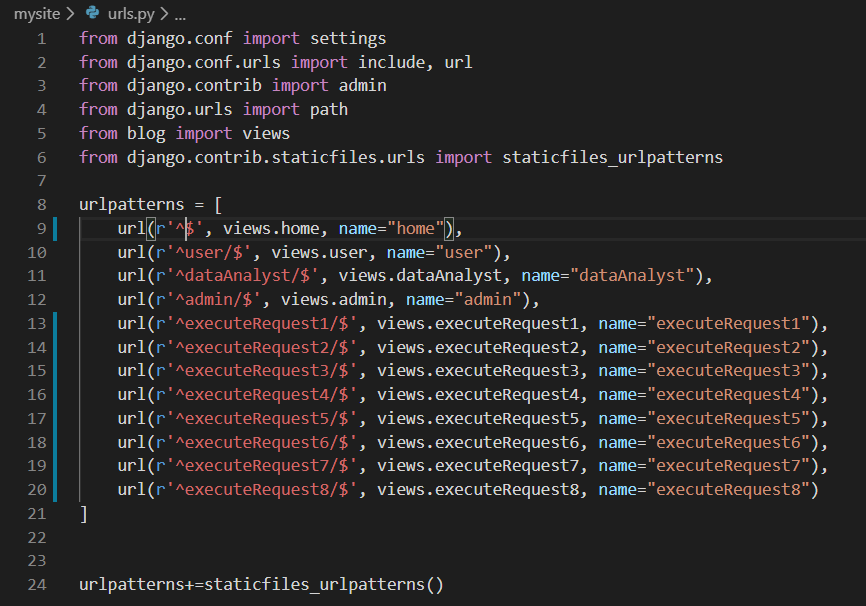 mysite > urls.py > ...
1 from django.conf import settings
2 from django.conf.urls import include, url
3 from django.contrib import admin
4 from django.urls import path
5 from blog import views
6 from django.contrib.staticfiles.urls import staticfiles_urlpatterns
7
8 urlpatterns = [
9     url(r'^$', views.home, name="home"),
10     url(r'^user/$', views.user, name="user"),
11     url(r'^dataAnalyst/$', views.dataAnalyst, name="dataAnalyst"),
12     url(r'^admin/$', views.admin, name="admin"),
13     url(r'^executeRequest1/$', views.executeRequest1, name="executeRequest1"),
14     url(r'^executeRequest2/$', views.executeRequest2, name="executeRequest2"),
15     url(r'^executeRequest3/$', views.executeRequest3, name="executeRequest3"),
16     url(r'^executeRequest4/$', views.executeRequest4, name="executeRequest4"),
17     url(r'^executeRequest5/$', views.executeRequest5, name="executeRequest5"),
18     url(r'^executeRequest6/$', views.executeRequest6, name="executeRequest6"),
19     url(r'^executeRequest7/$', views.executeRequest7, name="executeRequest7"),
20     url(r'^executeRequest8/$', views.executeRequest8, name="executeRequest8")
21 ]
22
23
24 urlpatterns+=staticfiles_urlpatterns()